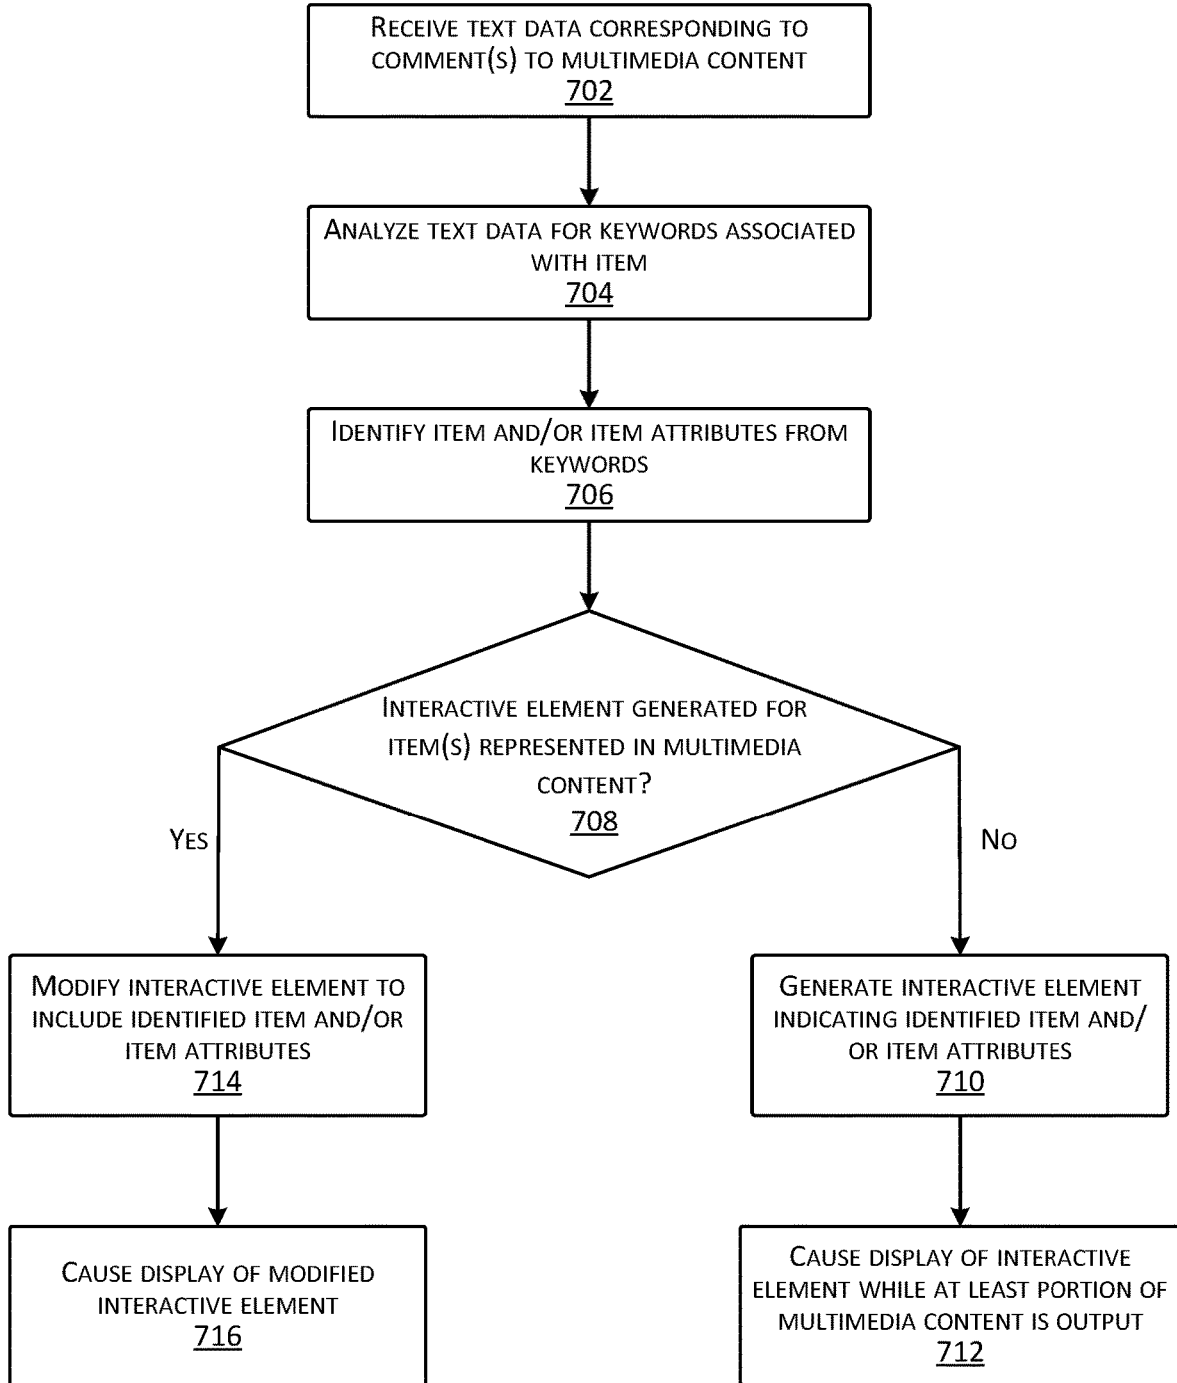 RECEIVE TEXT DATA CORRESPONDING TO
COMMENT(S) TO MULTIMEDIA CONTENT
702
ANALYZE TEXT DATA FOR KEYWORDS ASSOCIATED
WITH ITEM
704
IDENTIFY ITEM AND/OR ITEM ATTRIBUTES FROM
KEYWORDS
706
INTERACTIVE ELEMENT GENERATED FOR
ITEM(S) REPRESENTED IN MULTIMEDIA
CONTENT?
708
YES
NO
MODIFY INTERACTIVE ELEMENT TO
INCLUDE IDENTIFIED ITEM AND/OR
ITEM ATTRIBUTES
714
GENERATE INTERACTIVE ELEMENT
INDICATING IDENTIFIED ITEM AND/
OR ITEM ATTRIBUTES
710
CAUSE DISPLAY OF MODIFIED
INTERACTIVE ELEMENT
716
CAUSE DISPLAY OF INTERACTIVE
ELEMENT WHILE AT LEAST PORTION OF
MULTIMEDIA CONTENT IS OUTPUT
712